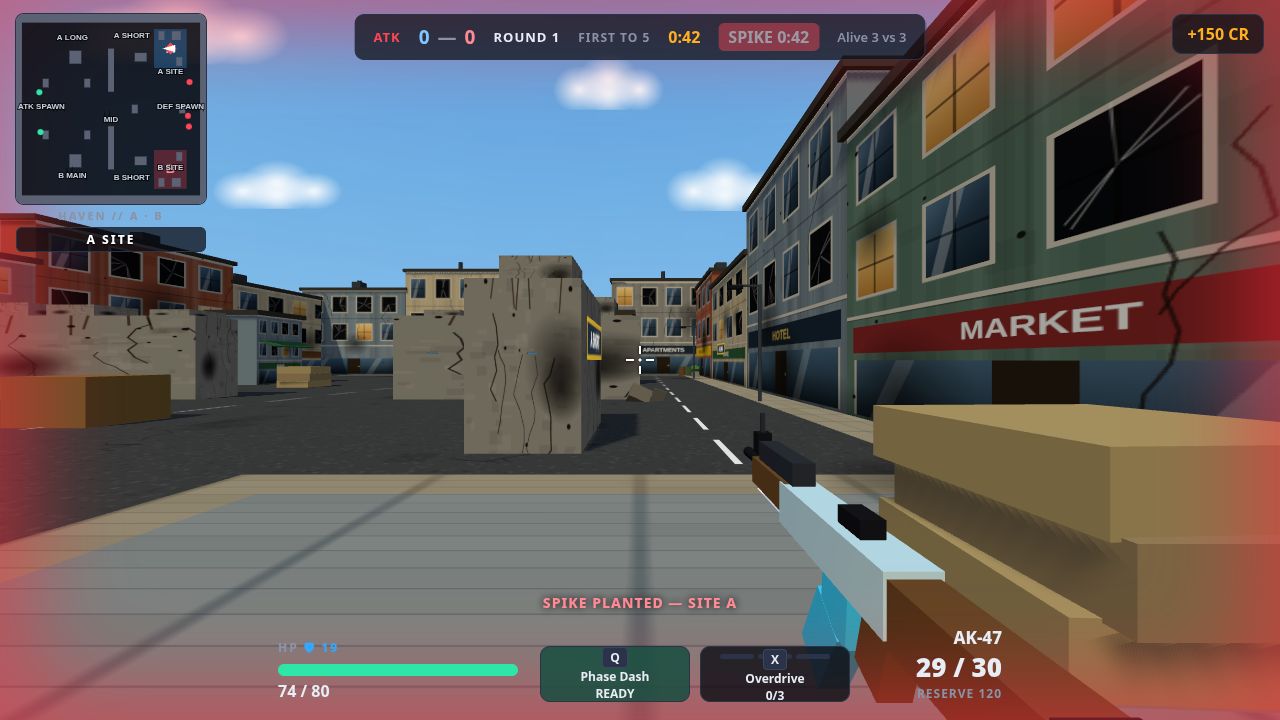 A LONG
A SHORT
A SITE
ATK SPAWN
DEF SPAWN
MID
B SITE
B MAIN
B SHORT
HAVEN // A · B
A SITE
ATK 0 — 0 ROUND 1 FIRST TO 5 0:42 SPIKE 0:42 Alive 3 vs 3
+150 CR
MARKET
HOTEL
APARTMENTS
SPIKE PLANTED — SITE A
HP 19
74 / 80
Q
Phase Dash
READY
X
Overdrive
0/3
AK-47
29 / 30
RESERVE 120